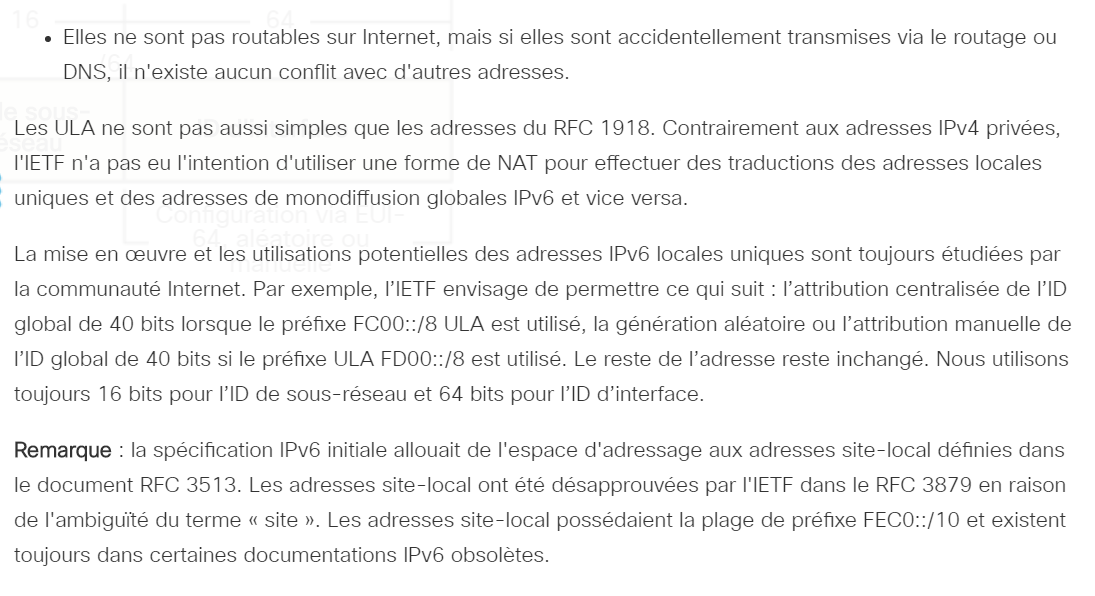 16 64
• Elles ne sont pas routables sur Internet, mais si elles sont accidentellement transmises via le routage ou
DNS, il n'existe aucun conflit avec d'autres adresses.
/64
le sous-
éseau
Les ULA ne sont pas aussi simples que les adresses du RFC 1918. Contrairement aux adresses IPv4 privées,
l'IETF n'a pas eu l'intention d'utiliser une forme de NAT pour effectuer des traductions des adresses locales
uniques et des adresses de monodiffusion globales IPv6 et vice versa.
Configuration via EUI-
64, aléatoire ou
manuelle
La mise en œuvre et les utilisations potentielles des adresses IPv6 locales uniques sont toujours étudiées par
la communauté Internet. Par exemple, l’IETF envisage de permettre ce qui suit : l’attribution centralisée de l’ID
global de 40 bits lorsque le préfixe FC00::/8 ULA est utilisé, la génération aléatoire ou l’attribution manuelle de
l’ID global de 40 bits si le préfixe ULA FD00::/8 est utilisé. Le reste de l’adresse reste inchangé. Nous utilisons
toujours 16 bits pour l’ID de sous-réseau et 64 bits pour l’ID d’interface.
Remarque : la spécification IPv6 initiale allouait de l'espace d'adressage aux adresses site-local définies dans
le document RFC 3513. Les adresses site-local ont été désapprouvées par l'IETF dans le RFC 3879 en raison
de l'ambiguïté du terme « site ». Les adresses site-local possédaient la plage de préfixe FEC0::/10 et existent
toujours dans certaines documentations IPv6 obsolètes.